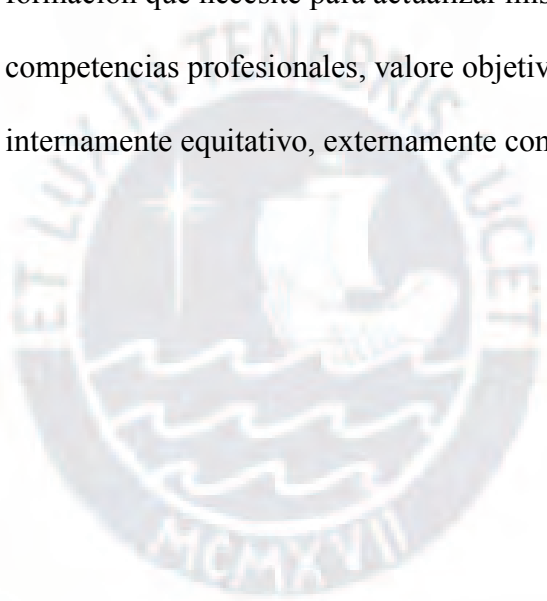 formación que necesite para actualizar mis
competencias profesionales, valore objetiv
internamente equitativo, externamente con
ET LUX IN TENEBRIS LUCET
MCMXVII